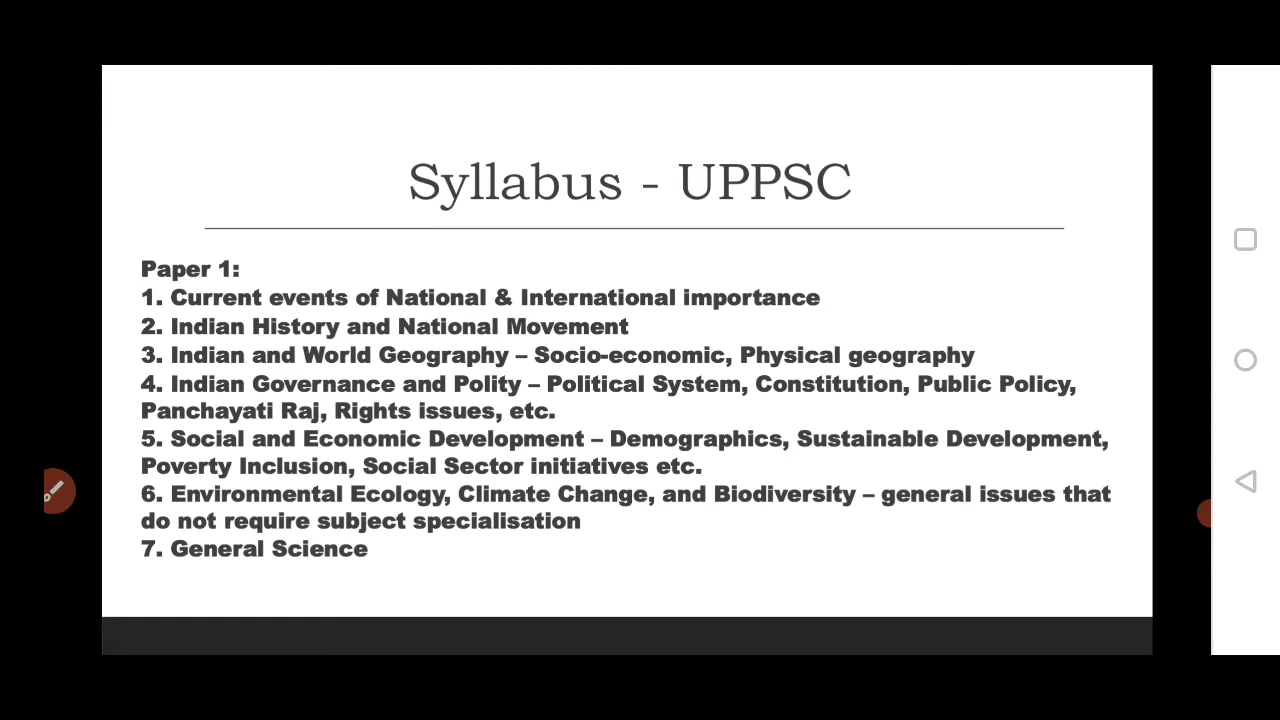 Syllabus - UPPSC
Paper 1:
1. Current events of National & International importance
2. Indian History and National Movement
3. Indian and World Geography – Socio-economic, Physical geography
4. Indian Governance and Polity – Political System, Constitution, Public Policy,
Panchayati Raj, Rights issues, etc.
5. Social and Economic Development – Demographics, Sustainable Development,
Poverty Inclusion, Social Sector initiatives etc.
6. Environmental Ecology, Climate Change, and Biodiversity – general issues that
do not require subject specialisation
7. General Science